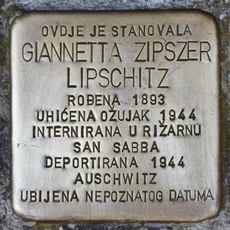 OVDJE JE STANOVALA
GIANNETTA ZIPSZER
LIPSCHITZ
ROĐENA 1893
UHIĆENA OŽUJAK 1944
INTERNIRANA U RIŽARNU
SAN SABBA
DEPORTIRANA 1944
AUSCHWITZ
UBIJENA NEPOZNATOG DATUMA